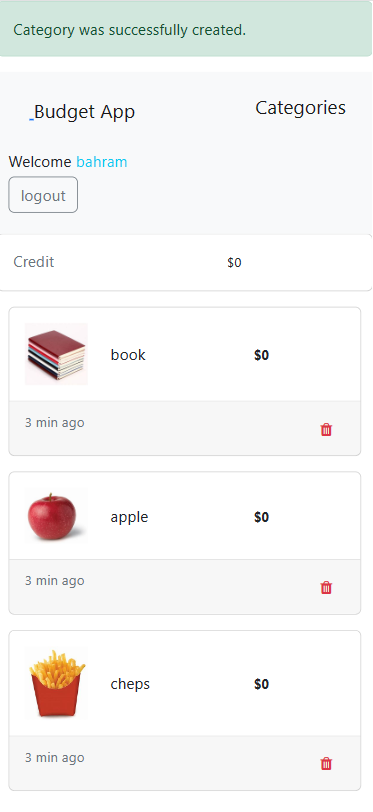 Category was successfully created.
Budget App
Categories
Welcome bahram
logout
Credit $0
book $0
3 min ago
apple $0
3 min ago
cheps $0
3 min ago